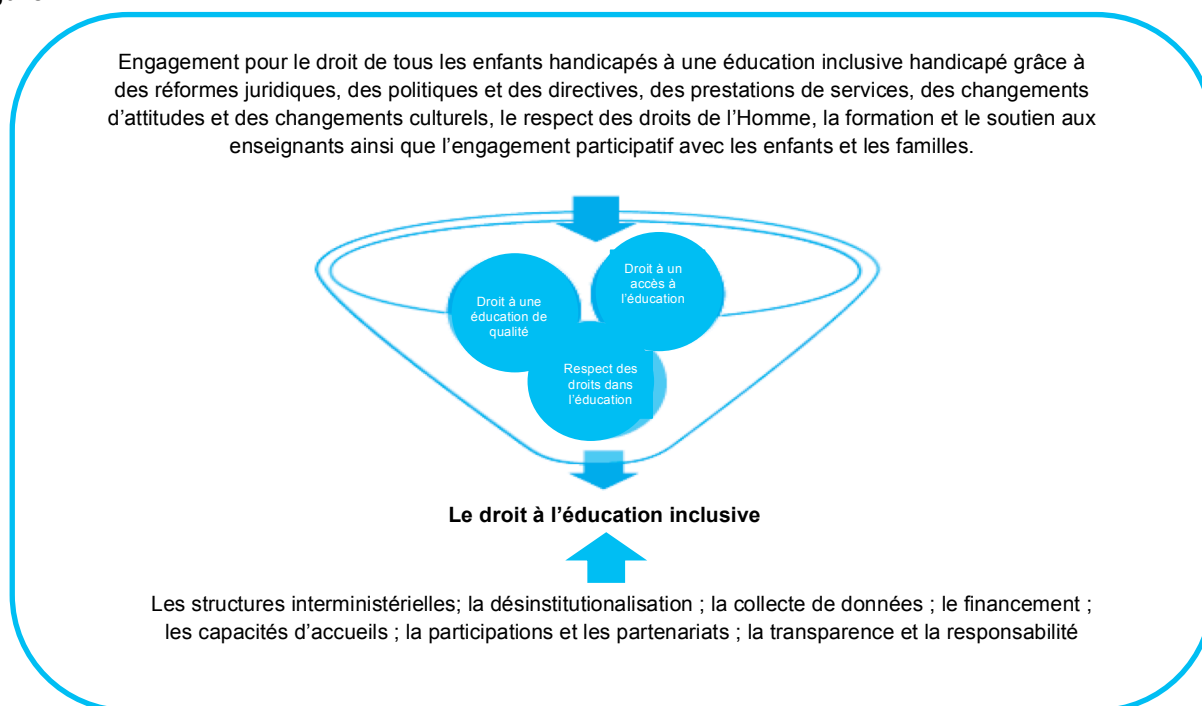 Engagement pour le droit de tous les enfants handicapés à une éducation inclusive handicapé grâce à
des réformes juridiques, des politiques et des directives, des prestations de services, des changements
d’attitudes et des changements culturels, le respect des droits de l’Homme, la formation et le soutien aux
enseignants ainsi que l’engagement participatif avec les enfants et les familles.
Droit à un
accès à
l’éducation
Droit à une
éducation de
qualité
Respect des
droits dans
l’éducation
Le droit à l’éducation inclusive
Les structures interministérielles; la désinstitutionalisation ; la collecte de données ; le financement ;
les capacités d’accueils ; la participations et les partenariats ; la transparence et la responsabilité